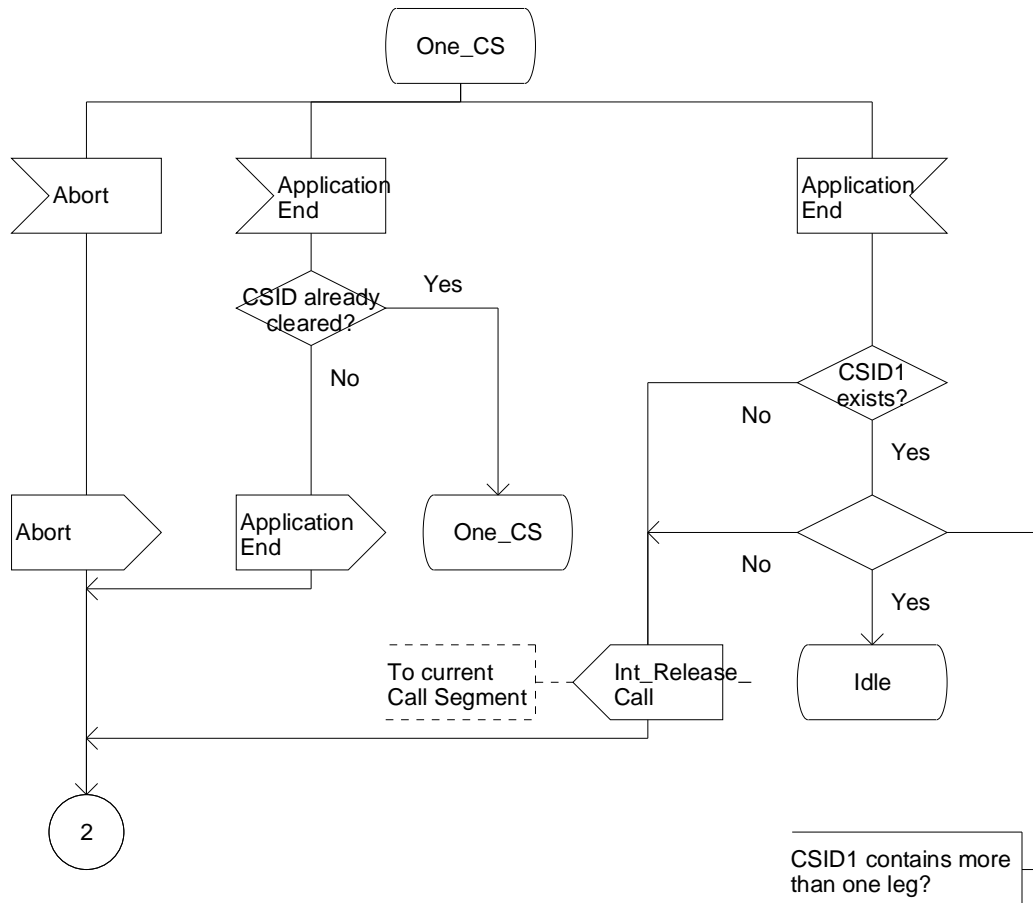 One_CS
Abort
Application
End
Application
End
CSID already
cleared?
Yes
No
CSID1
exists?
No
Yes
Abort
Application
End
One_CS
No
Yes
To current
Call Segment
Int_Release_
Call
Idle
2
CSID1 contains more
than one leg?